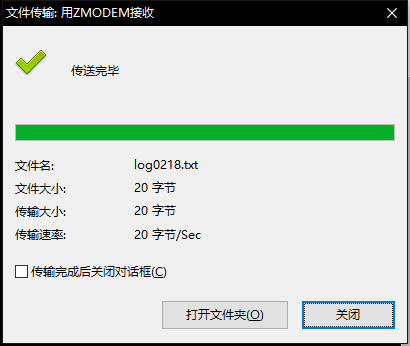 文件传输: 用ZMODEM接收
传送完毕
文件名: log0218.txt
文件大小: 20 字节
传输大小: 20 字节
传输速率: 20 字节/Sec
传输完成后关闭对话框(C)
打开文件夹(O) 关闭